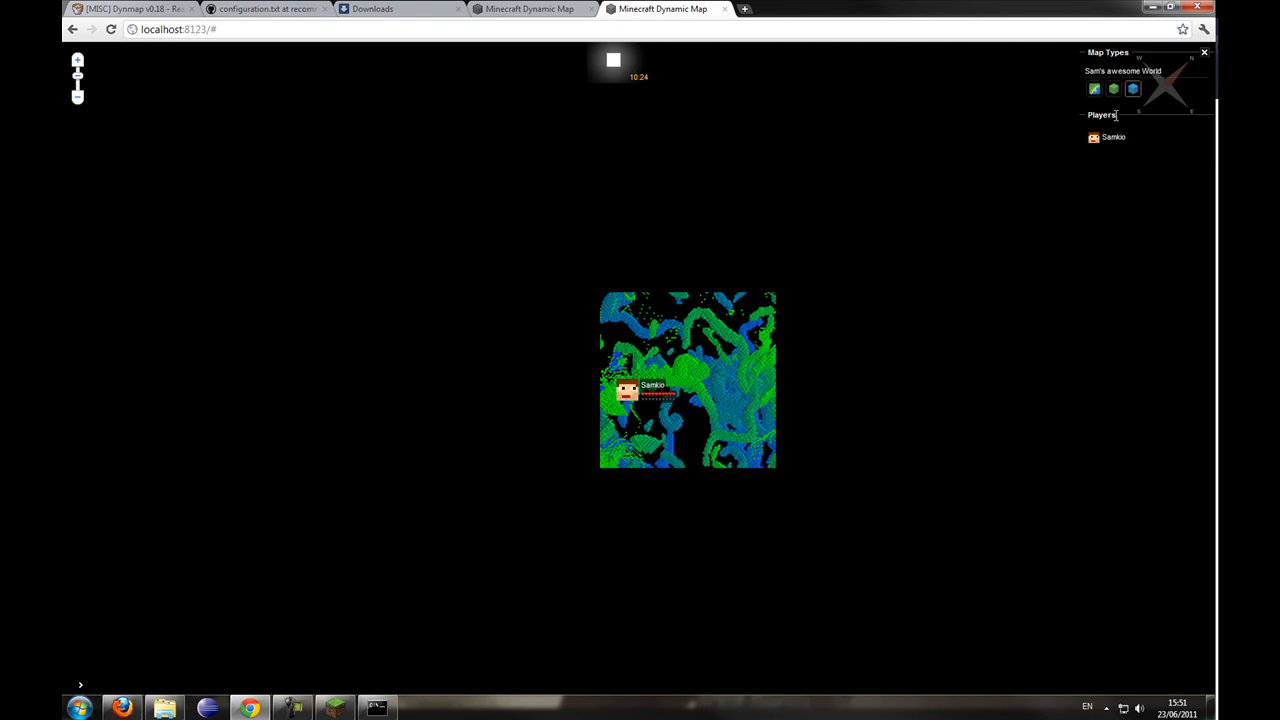 [MISC] Dynmap v0.18 - Rea
configuration.txt at recomm
Downloads
Minecraft Dynamic Map
Minecraft Dynamic Map
localhost:8123/#
10:24
Map Types
W
N
Sam's awesome World
S
E
Players
Samkio
Samkio
EN
15:51
23/06/2011